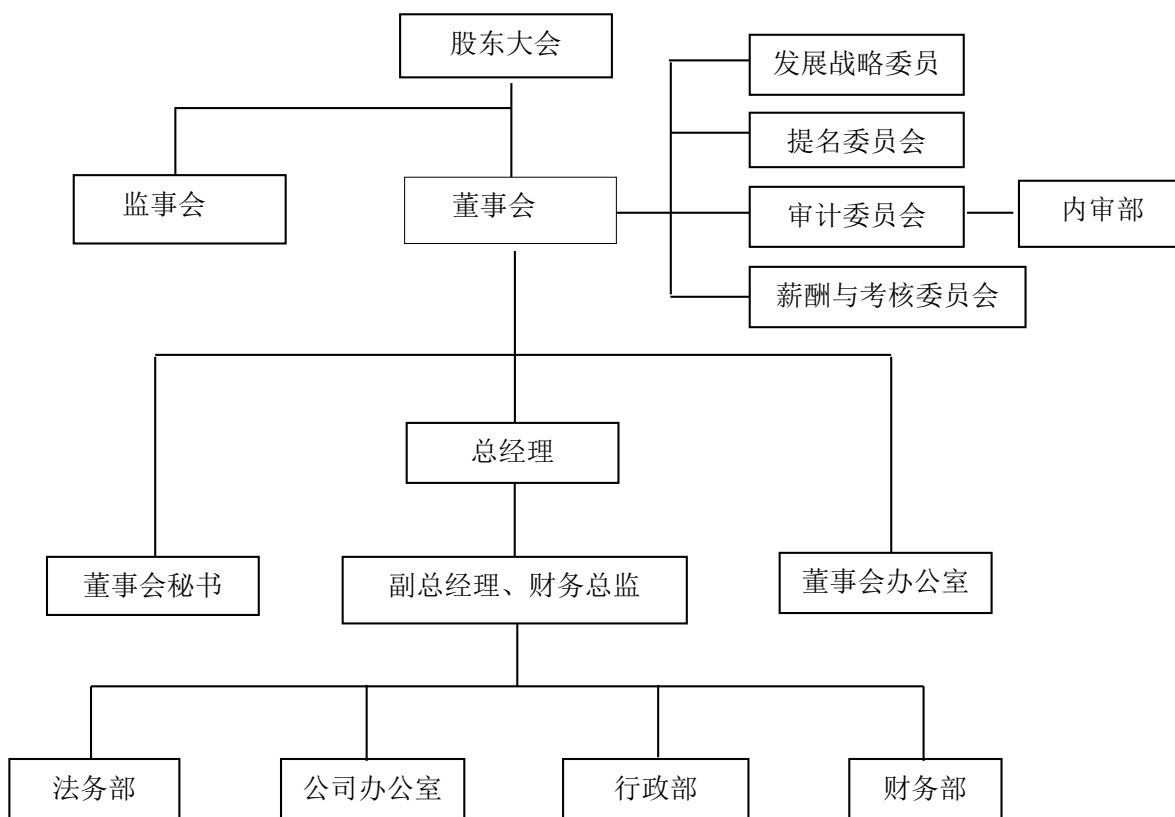 股东大会
发展战略委员
提名委员会
监事会
董事会
审计委员会
内审部
薪酬与考核委员会
总经理
董事会秘书
副总经理、财务总监
董事会办公室
法务部
公司办公室
行政部
财务部